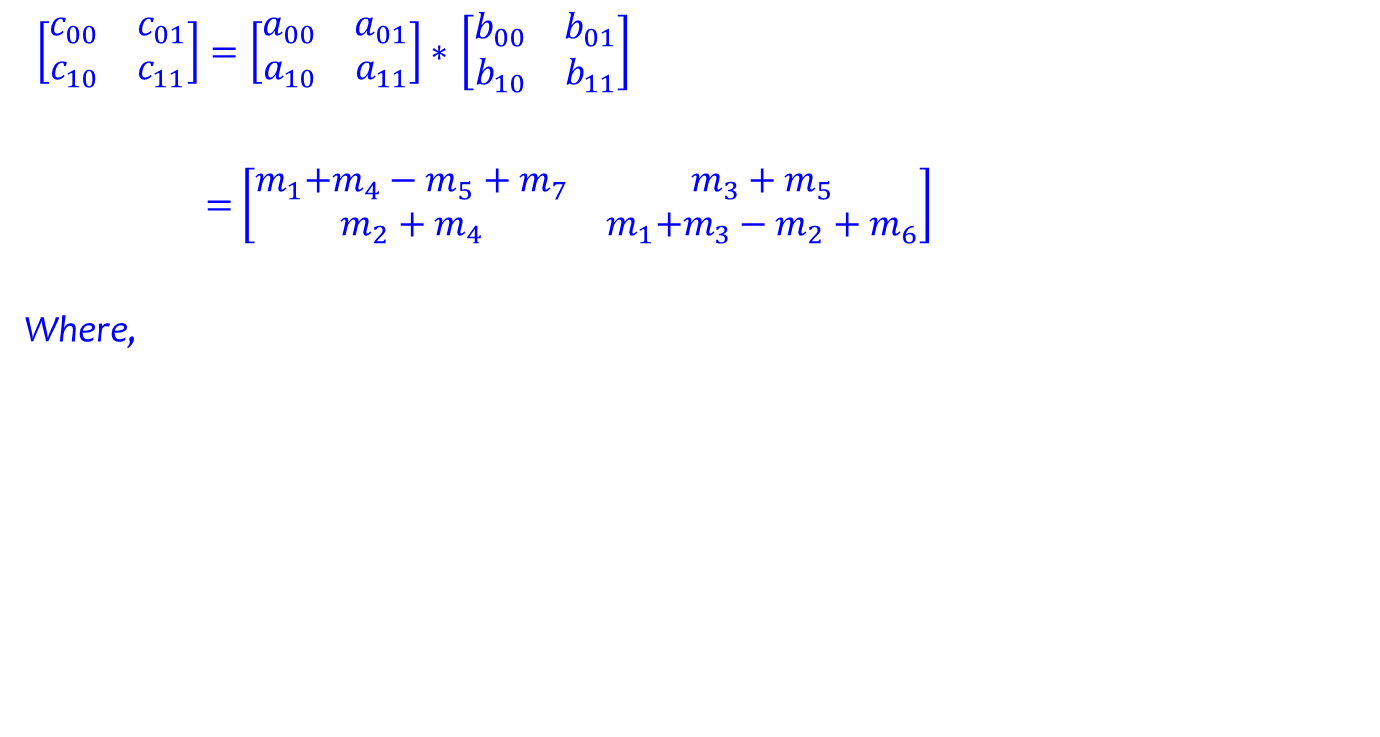 [c₀₀ c₀₁; c₁₀ c₁₁] = [a₀₀ a₀₁; a₁₀ a₁₁] * [b₀₀ b₀₁; b₁₀ b₁₁]
= [m₁+m₄ − m₅ + m₇ m₃ + m₅; m₂ + m₄ m₁+m₃ − m₂ + m₆]
Where,